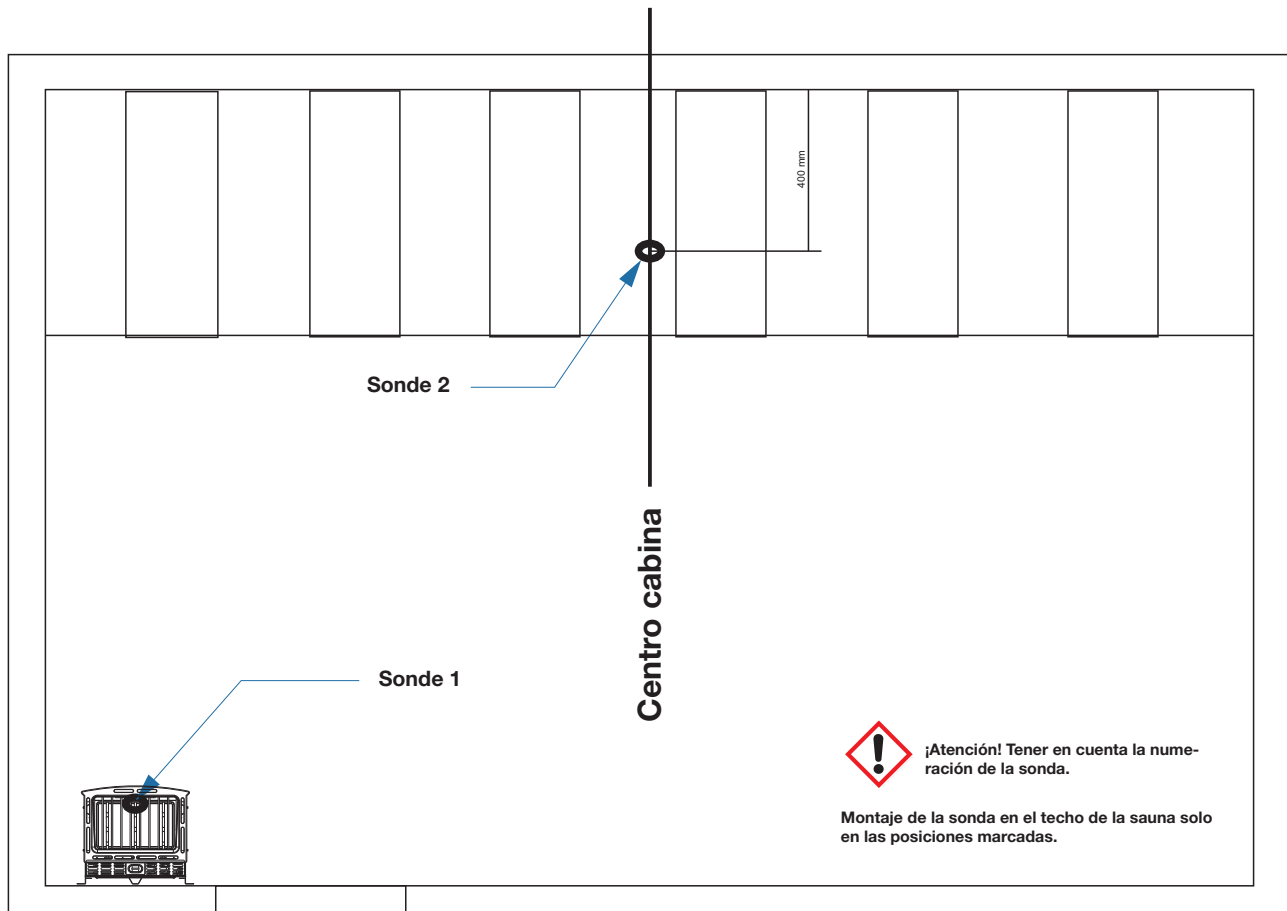 400 mm
Sonde 2
Centro cabina
Sonde 1
¡Atención! Tener en cuenta la nume-
ración de la sonda.
Montaje de la sonda en el techo de la sauna solo
en las posiciones marcadas.